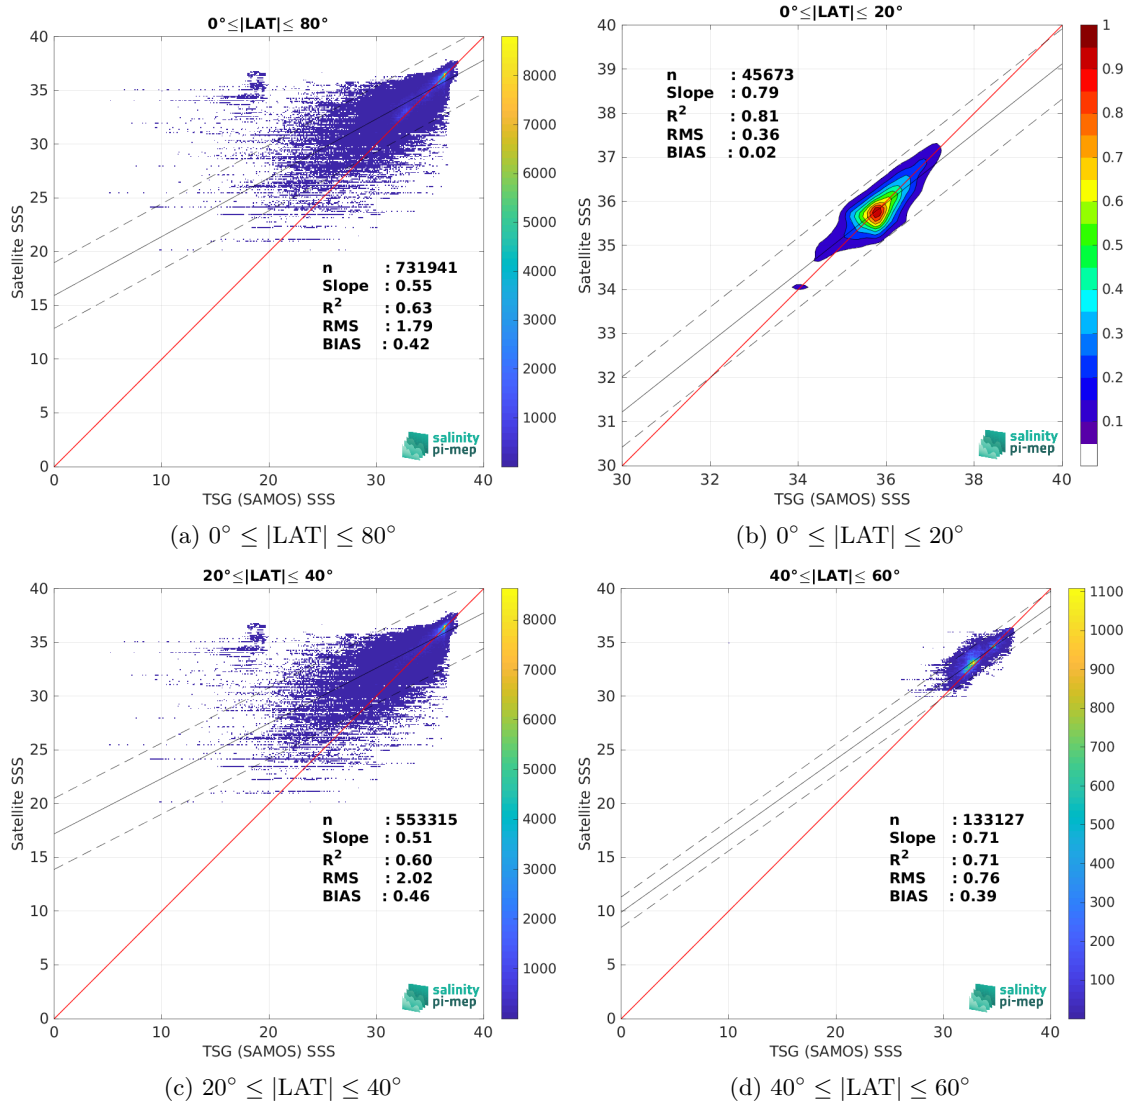 0°≤|LAT|≤ 80°
40
35
30
25
20
15
10
5
0
Satellite SSS
n : 731941
Slope : 0.55
R² : 0.63
RMS : 1.79
BIAS : 0.42
salinity
pi-mep
0 10 20 30 40
TSG (SAMOS) SSS
8000
7000
6000
5000
4000
3000
2000
1000
(a) 0° ≤ |LAT| ≤ 80°
0°≤|LAT|≤ 20°
40
39
38
37
36
35
34
33
32
31
30
Satellite SSS
n : 45673
Slope : 0.79
R² : 0.81
RMS : 0.36
BIAS : 0.02
salinity
pi-mep
30 32 34 36 38 40
TSG (SAMOS) SSS
1
0.9
0.8
0.7
0.6
0.5
0.4
0.3
0.2
0.1
(b) 0° ≤ |LAT| ≤ 20°
20°≤|LAT|≤ 40°
40
35
30
25
20
15
10
5
0
Satellite SSS
n : 553315
Slope : 0.51
R² : 0.60
RMS : 2.02
BIAS : 0.46
salinity
pi-mep
0 10 20 30 40
TSG (SAMOS) SSS
8000
7000
6000
5000
4000
3000
2000
1000
(c) 20° ≤ |LAT| ≤ 40°
40°≤|LAT|≤ 60°
40
35
30
25
20
15
10
5
0
Satellite SSS
n : 133127
Slope : 0.71
R² : 0.71
RMS : 0.76
BIAS : 0.39
salinity
pi-mep
0 10 20 30 40
TSG (SAMOS) SSS
1100
1000
900
800
700
600
500
400
300
200
100
(d) 40° ≤ |LAT| ≤ 60°